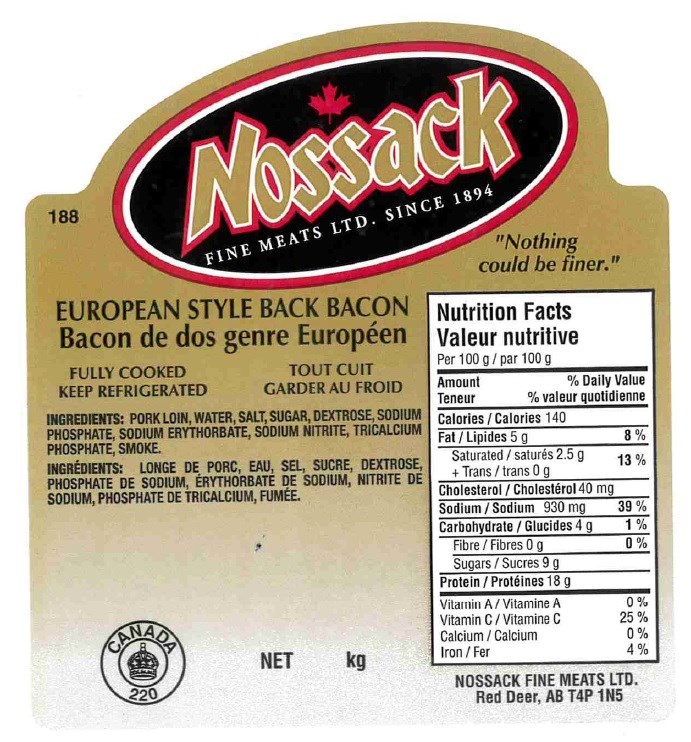 Nossack
FINE MEATS LTD. SINCE 1894
188
"Nothing
could be finer."
EUROPEAN STYLE BACK BACON
Bacon de dos genre Européen
FULLY COOKED
KEEP REFRIGERATED
TOUT CUIT
GARDER AU FROID
INGREDIENTS: PORK LOIN, WATER, SALT, SUGAR, DEXTROSE, SODIUM
PHOSPHATE, SODIUM ERYTHORBATE, SODIUM NITRITE, TRICALCIUM
PHOSPHATE, SMOKE.
INGRÉDIENTS: LONGE DE PORC, EAU, SEL, SUCRE, DEXTROSE,
PHOSPHATE DE SODIUM, ÉRYTHORBATE DE SODIUM, NITRITE DE
SODIUM, PHOSPHATE DE TRICALCIUM, FUMÉE.
CANADA
220
NET kg
Nutrition Facts
Valeur nutritive
Per 100 g / par 100 g
Amount % Daily Value
Teneur % valeur quotidienne
Calories / Calories 140
Fat / Lipides 5 g 8 %
Saturated / saturés 2.5 g
+ Trans / trans 0 g 13 %
Cholesterol / Cholestérol 40 mg
Sodium / Sodium 930 mg 39 %
Carbohydrate / Glucides 4 g 1 %
Fibre / Fibres 0 g 0 %
Sugars / Sucres 9 g
Protein / Protéines 18 g
Vitamin A / Vitamine A 0 %
Vitamin C / Vitamine C 25 %
Calcium / Calcium 0 %
Iron / Fer 4 %
NOSSACK FINE MEATS LTD.
Red Deer, AB T4P 1N5